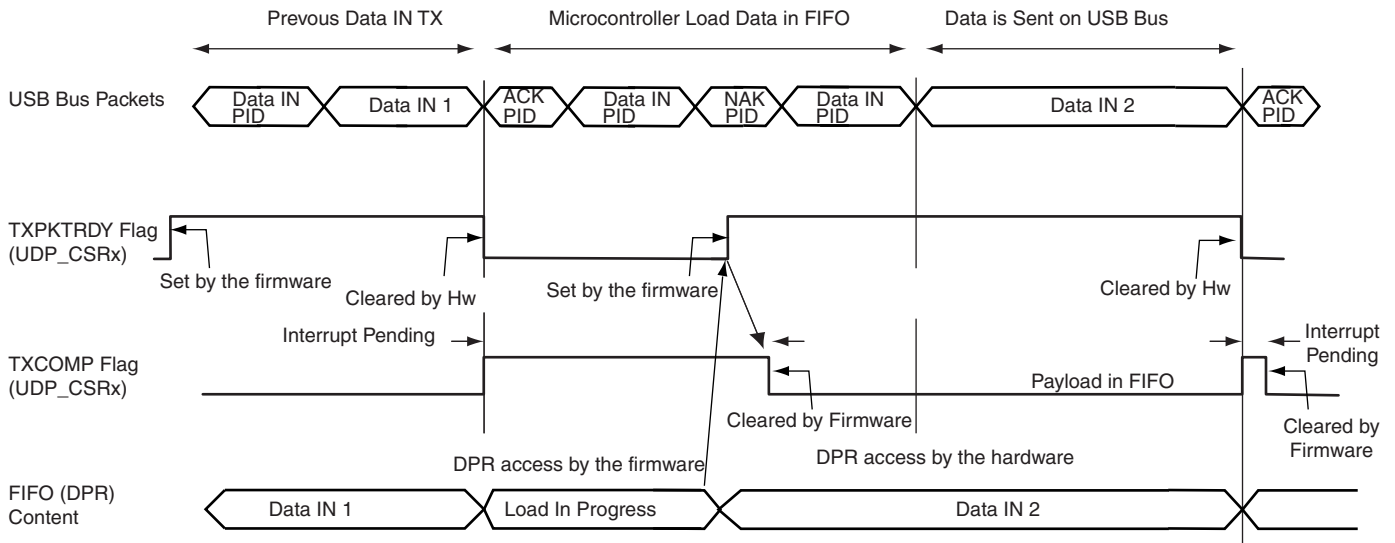 Prevous Data IN TX
Microcontroller Load Data in FIFO
Data is Sent on USB Bus
USB Bus Packets
Data IN
PID
Data IN 1
ACK
PID
Data IN
PID
NAK
PID
Data IN
PID
Data IN 2
ACK
PID
TXPKTRDY Flag
(UDP_CSRx)
Set by the firmware
Cleared by Hw
Set by the firmware
Cleared by Hw
Interrupt Pending
Interrupt
Pending
TXCOMP Flag
(UDP_CSRx)
Payload in FIFO
Cleared by Firmware
Cleared by
Firmware
DPR access by the firmware
DPR access by the hardware
FIFO (DPR)
Content
Data IN 1
Load In Progress
Data IN 2